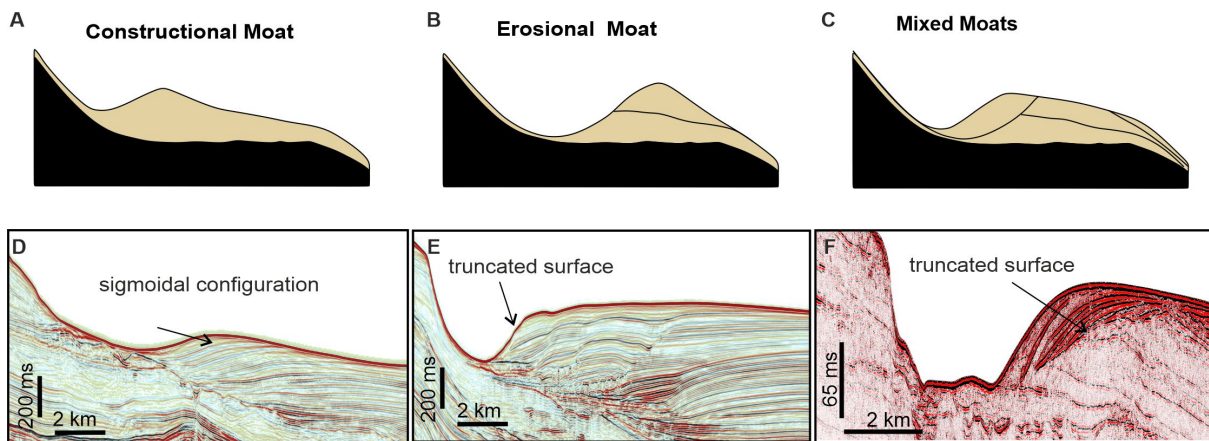 A
Constructional Moat
B
Erosional Moat
C
Mixed Moats
D
sigmoidal configuration
200 ms
2 km
E
truncated surface
200 ms
2 km
F
truncated surface
65 ms
2 km